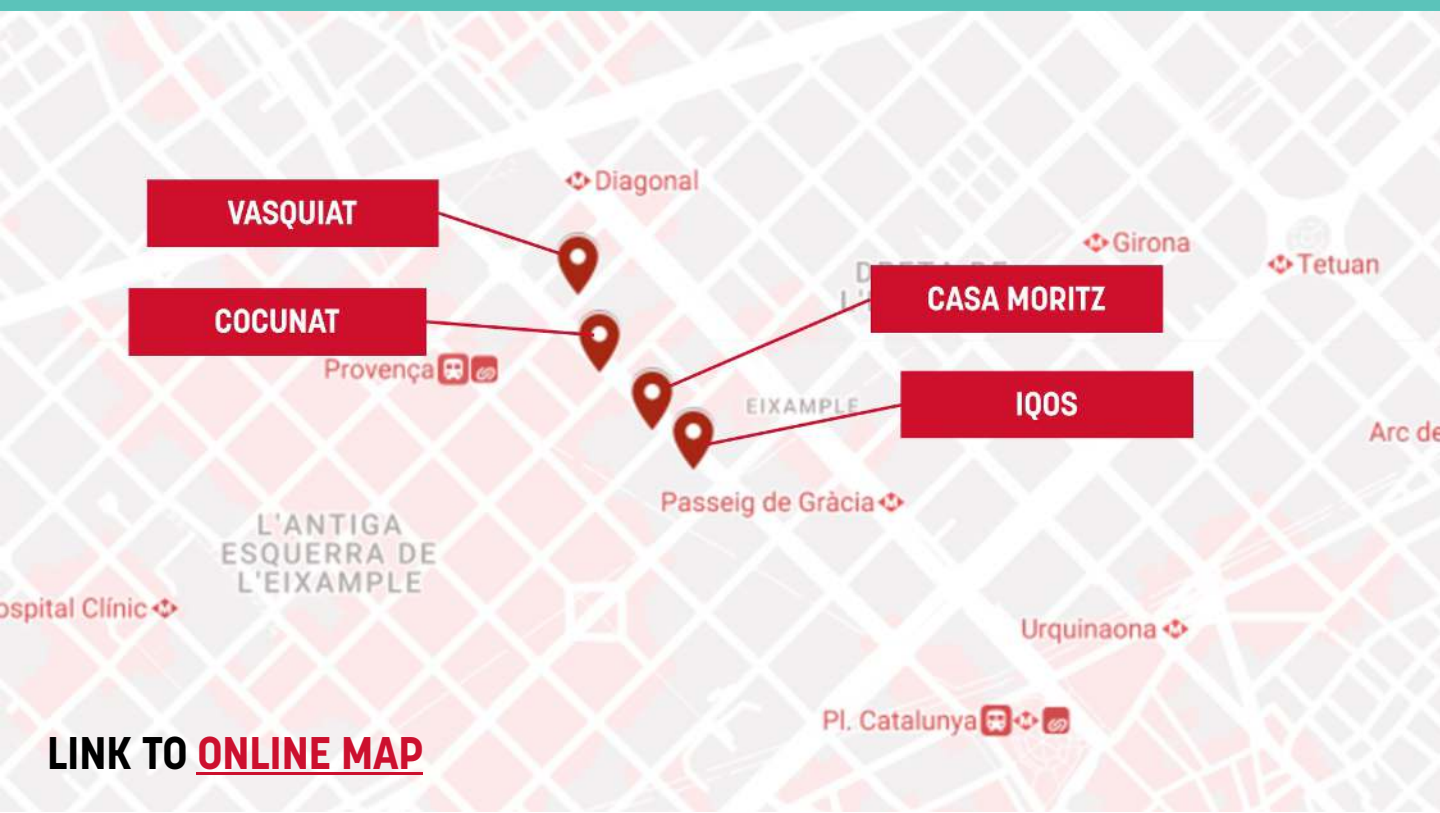 Diagonal
VASQUIAT
Girona
Tetuan
CASA MORITZ
COCUNAT
Provença
EIXAMPLE
IQOS
Arc de
Passeig de Gràcia
L'ANTIGA
ESQUERRA DE
L'EIXAMPLE
ospital Clínic
Urquinaona
Pl. Catalunya
LINK TO ONLINE MAP